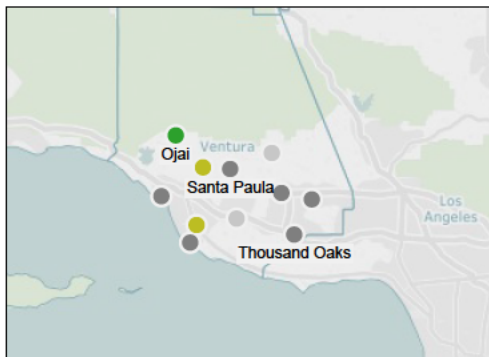 Ventura
Ojai
Santa Paula
Los
Angeles
Thousand Oaks